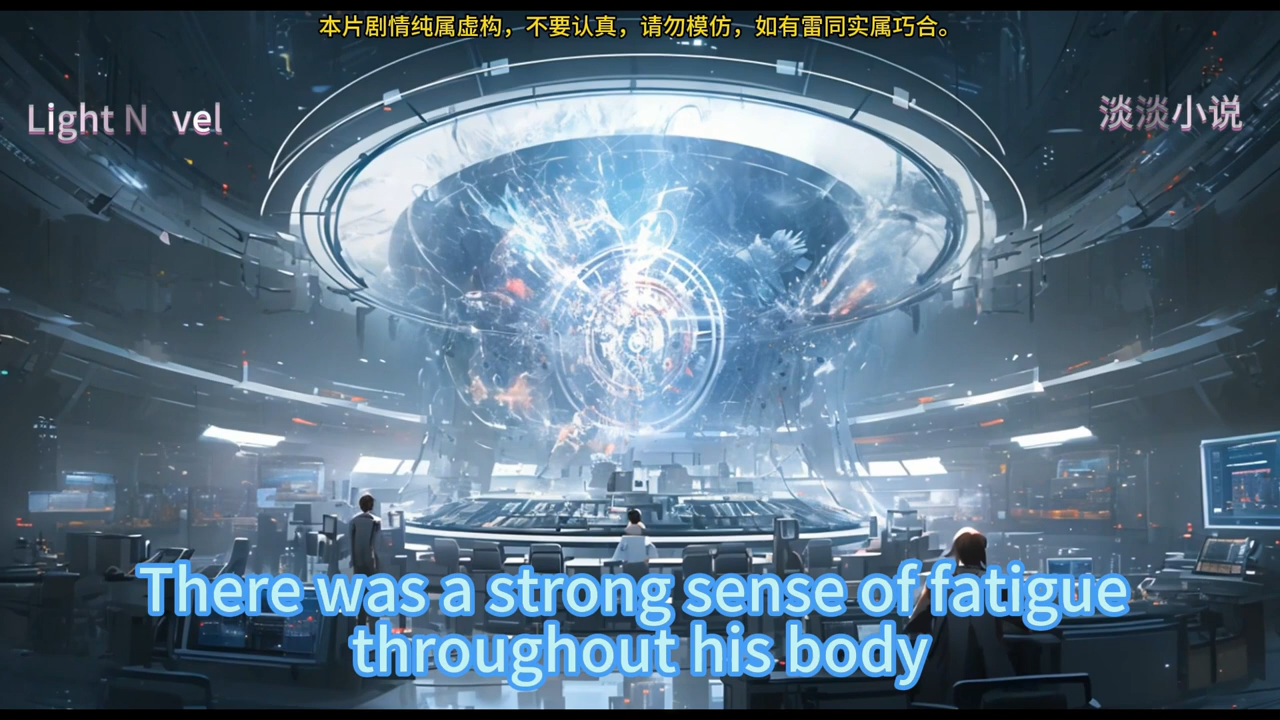 本片剧情纯属虚构，不要认真，请勿模仿，如有雷同实属巧合。
Light N vel
淡淡小说
There was a strong sense of fatigue
throughout his body